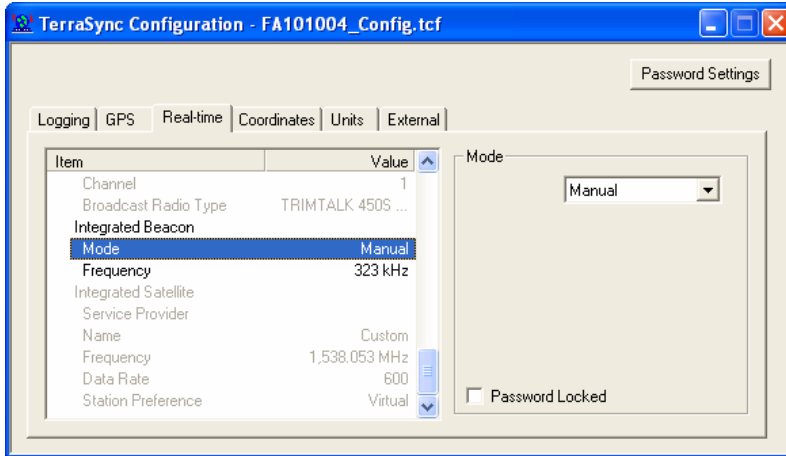 TerraSync Configuration - FA101004_Config.tcf
Password Settings
Logging GPS Real-time Coordinates Units External
Item Value
Channel 1
Broadcast Radio Type TRIMTALK 450S ...
Integrated Beacon
Mode Manual
Frequency 323 kHz
Integrated Satellite
Service Provider
Name Custom
Frequency 1,538.053 MHz
Data Rate 600
Station Preference Virtual
Mode
Manual
Password Locked